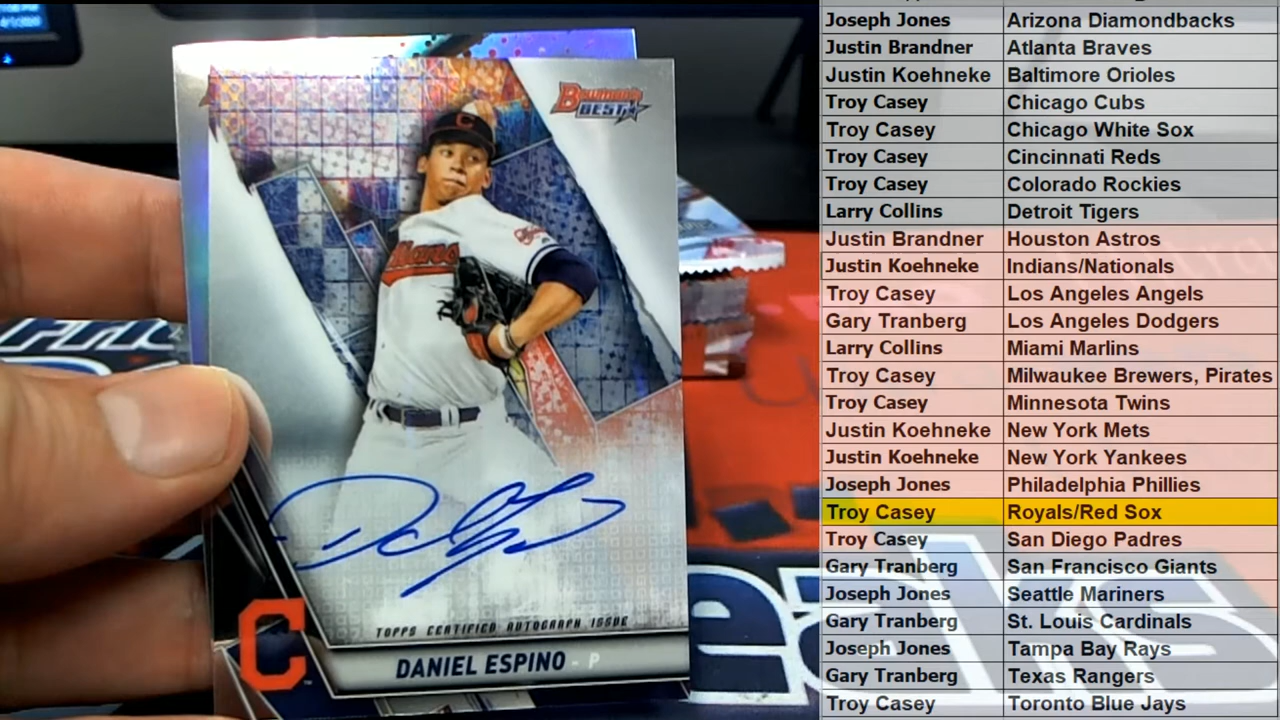 Bowman's
BEST
C
Indians
TOPPS CERTIFIED AUTOGRAPH ISSUE
DANIEL ESPINO - P
C
eaks
Joseph Jones Arizona Diamondbacks
Justin Brandner Atlanta Braves
Justin Koehneke Baltimore Orioles
Troy Casey Chicago Cubs
Troy Casey Chicago White Sox
Troy Casey Cincinnati Reds
Troy Casey Colorado Rockies
Larry Collins Detroit Tigers
Justin Brandner Houston Astros
Justin Koehneke Indians/Nationals
Troy Casey Los Angeles Angels
Gary Tranberg Los Angeles Dodgers
Larry Collins Miami Marlins
Troy Casey Milwaukee Brewers, Pirates
Troy Casey Minnesota Twins
Justin Koehneke New York Mets
Justin Koehneke New York Yankees
Joseph Jones Philadelphia Phillies
Troy Casey Royals/Red Sox
Troy Casey San Diego Padres
Gary Tranberg San Francisco Giants
Joseph Jones Seattle Mariners
Gary Tranberg St. Louis Cardinals
Joseph Jones Tampa Bay Rays
Gary Tranberg Texas Rangers
Troy Casey Toronto Blue Jays